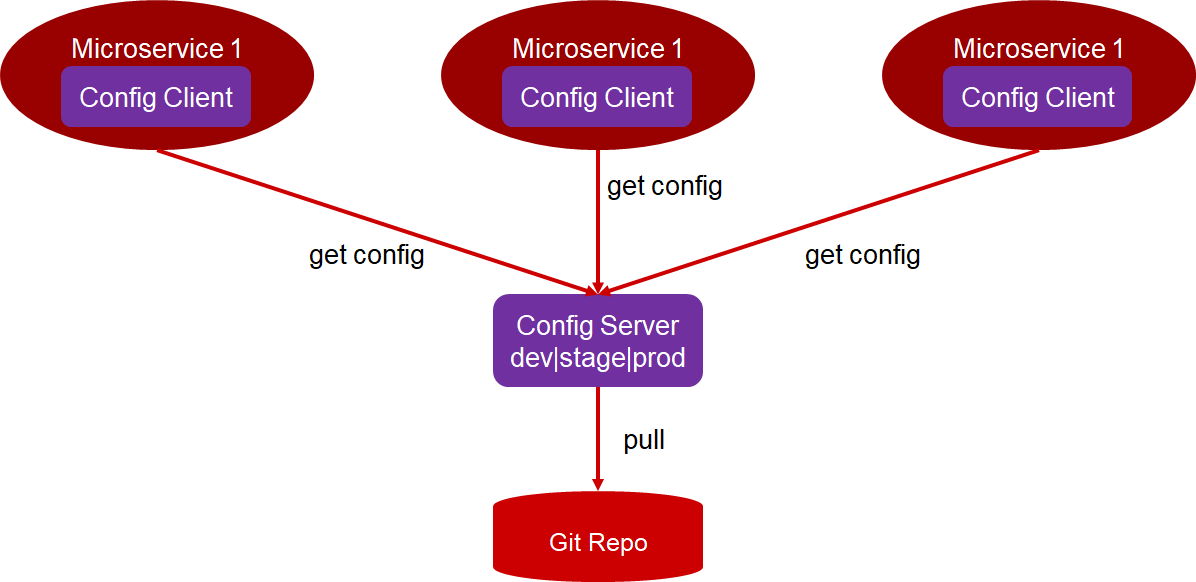 Microservice 1
Config Client
Microservice 1
Config Client
Microservice 1
Config Client
get config
get config
get config
Config Server
dev|stage|prod
pull
Git Repo